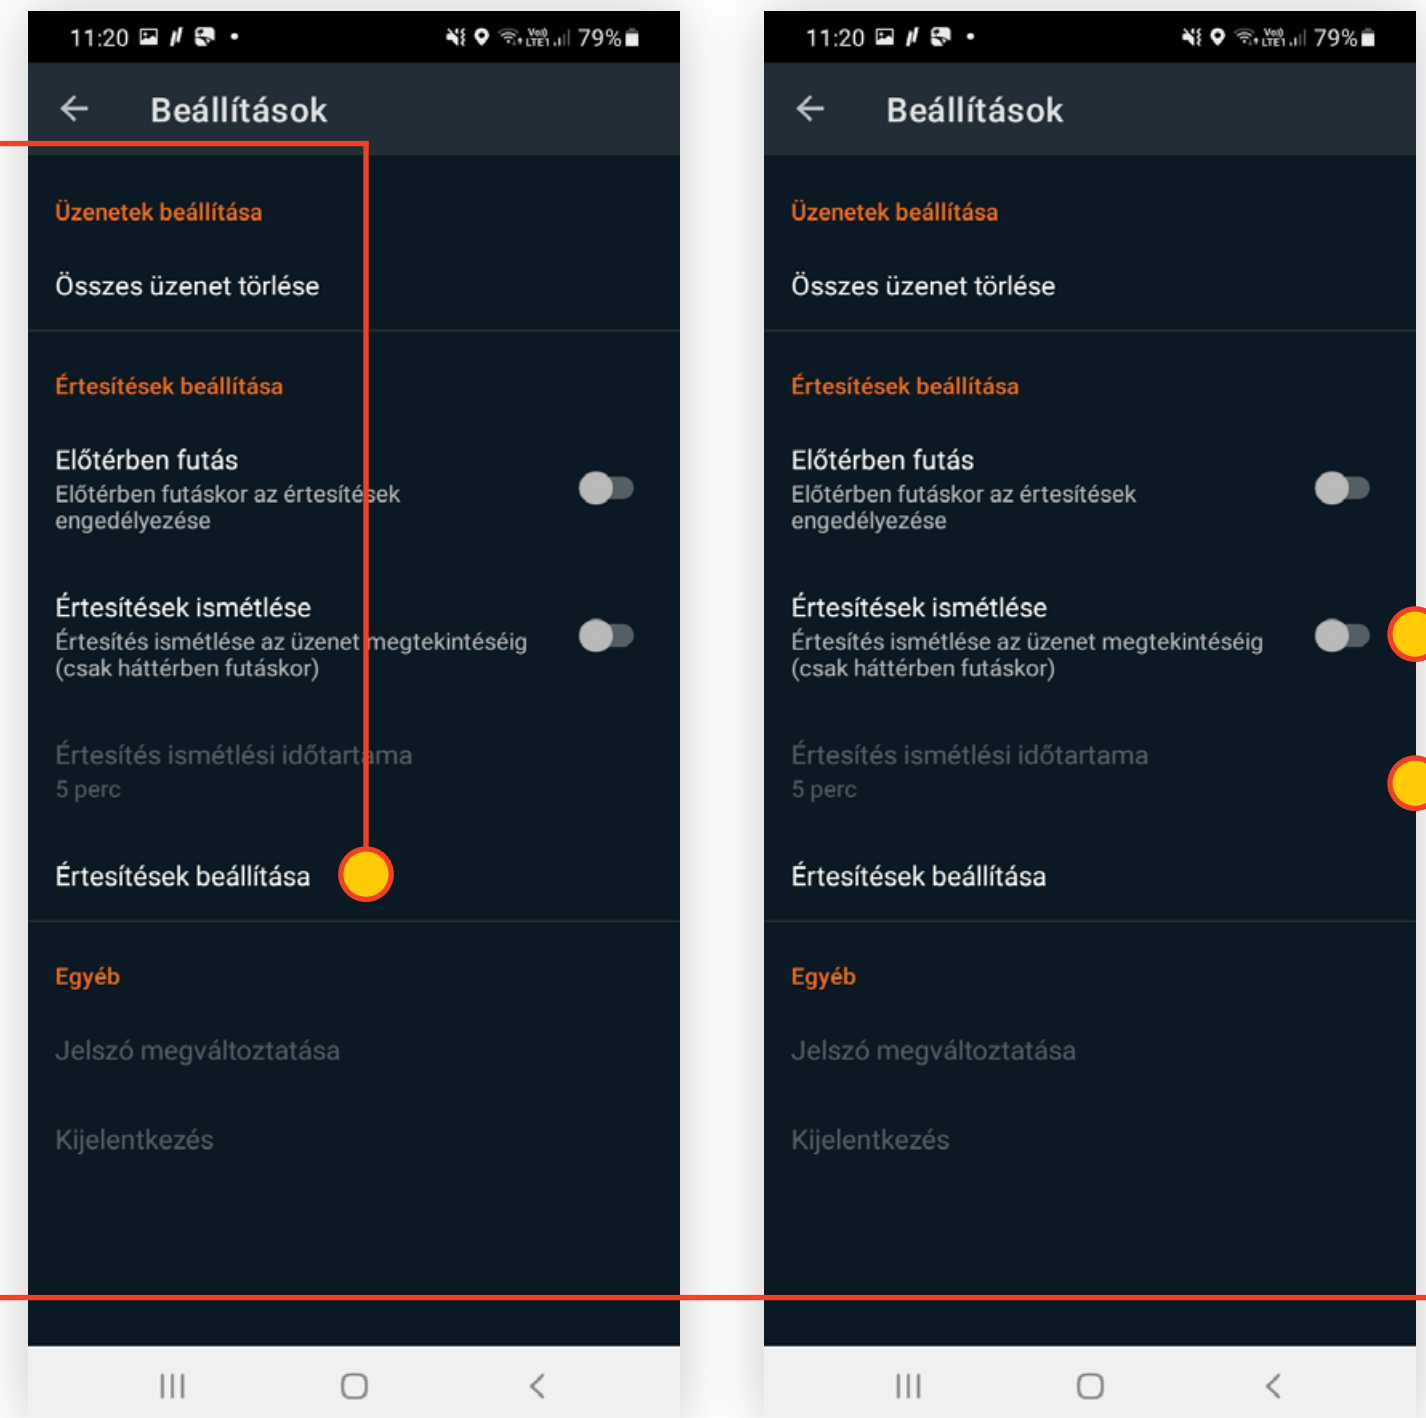 11:20
79%
Beállítások
Üzenetek beállítása
Összes üzenet törlése
Értesítések beállítása
Előtérben futás
Előtérben futáskor az értesítések
engedélyezése
Értesítések ismétlése
Értesítés ismétlése az üzenet megtekintéséig
(csak háttérben futáskor)
Értesítés ismétlési időtartama
5 perc
Értesítések beállítása
Egyéb
Jelszó megváltoztatása
Kijelentkezés
11:20
79%
Beállítások
Üzenetek beállítása
Összes üzenet törlése
Értesítések beállítása
Előtérben futás
Előtérben futáskor az értesítések
engedélyezése
Értesítések ismétlése
Értesítés ismétlése az üzenet megtekintéséig
(csak háttérben futáskor)
Értesítés ismétlési időtartama
5 perc
Értesítések beállítása
Egyéb
Jelszó megváltoztatása
Kijelentkezés